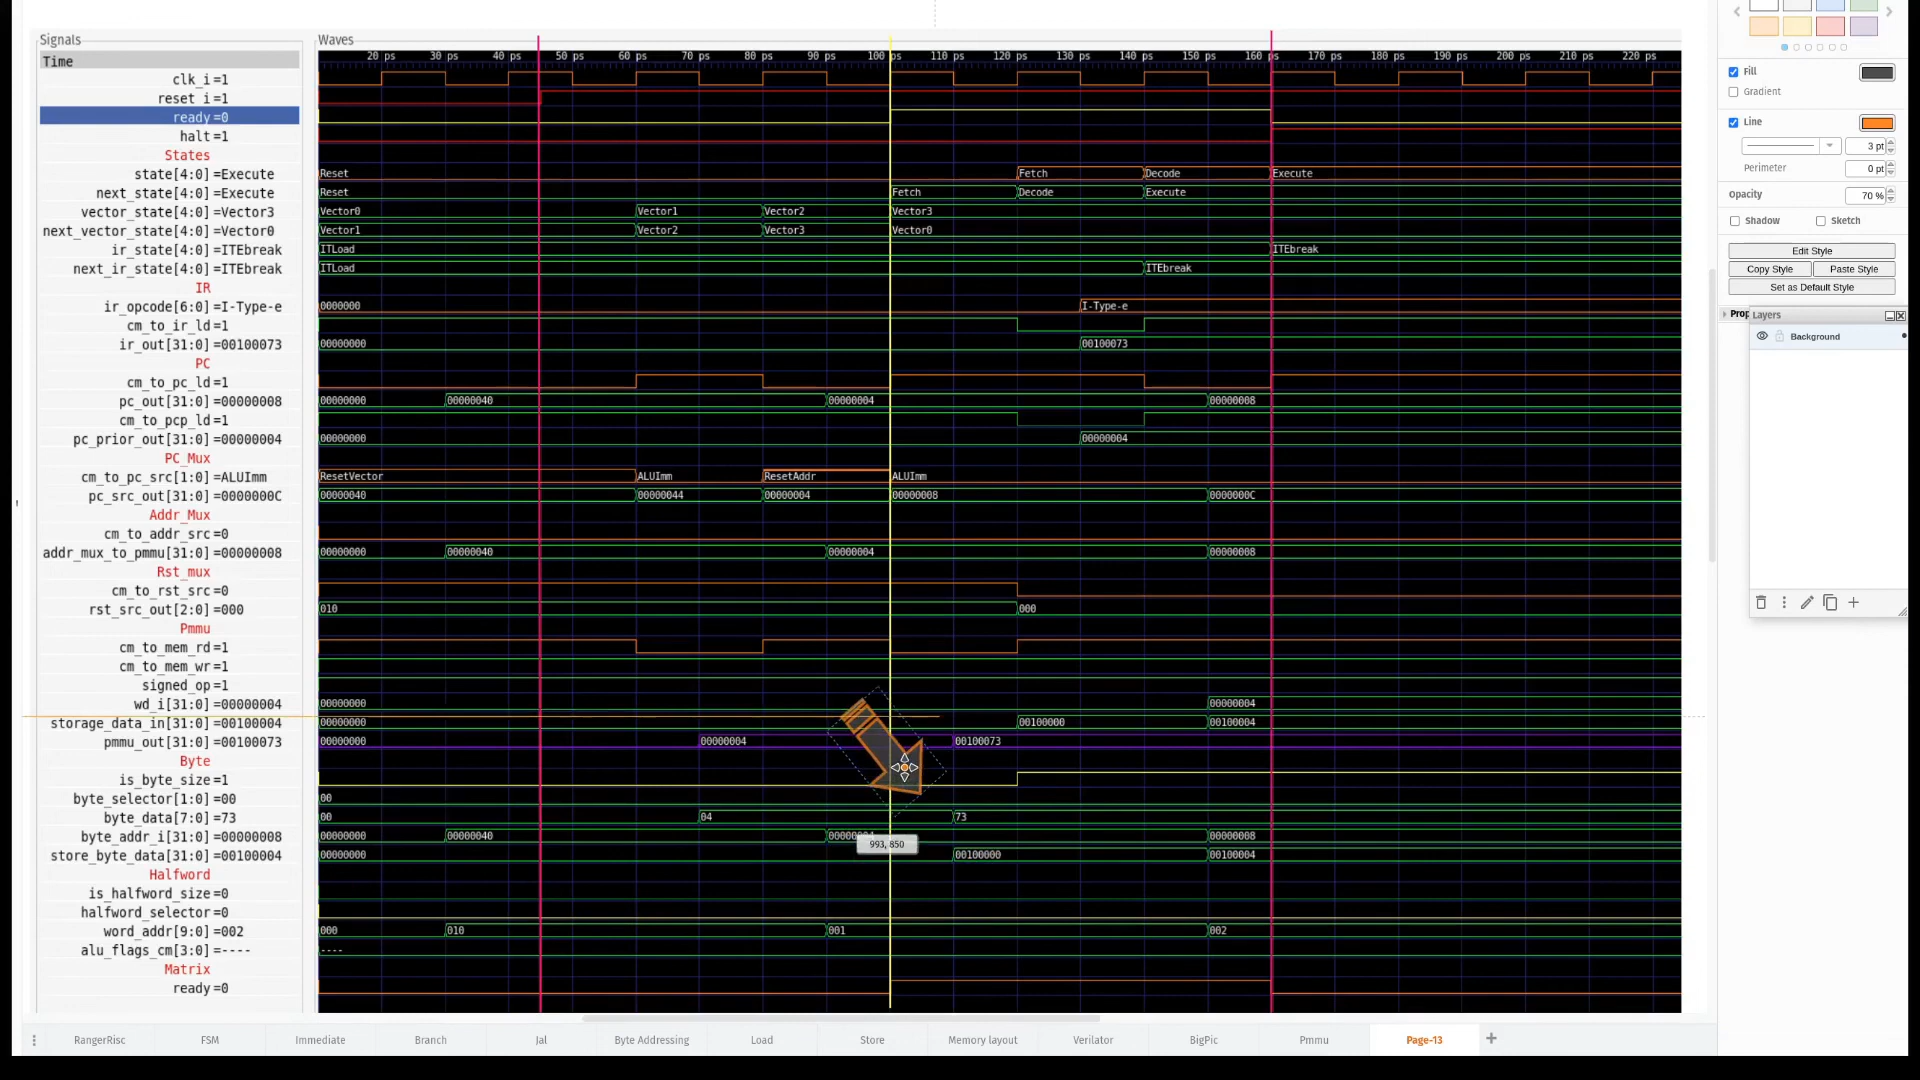 Signals
Waves
Time
20 ps 30 ps 40 ps 50 ps 60 ps 70 ps 80 ps 90 ps 100 ps 110 ps 120 ps 130 ps 140 ps 150 ps 160 ps 170 ps 180 ps 190 ps 200 ps 210 ps 220 ps
clk_i=1
reset i=1
ready=0
halt=1
States
state[4:0]=Execute Reset Fetch Decode Execute
next_state[4:0]=Execute Reset Fetch Decode Execute
vector_state[4:0]=Vector3 Vector0 Vector1 Vector2 Vector3
next_vector_state[4:0]=Vector0 Vector1 Vector2 Vector3 Vector0
ir_state[4:0]=ITEbreak ITLoad ITEbreak
next_ir_state[4:0]=ITEbreak ITLoad ITEbreak
IR
ir_opcode[6:0]=I-Type-e 0000000 I-Type-e
cm_to_ir_ld=1
ir_out[31:0]=00100073 00000000 00100073
PC
cm_to_pc_ld=1
pc_out[31:0]=00000008 00000000 00000040 00000004 00000008
cm_to_pcp_ld=1
pc_prior_out[31:0]=00000004 00000000 00000004
PC_Mux
cm_to_pc_src[1:0]=ALUImm ResetVector ALUImm ResetAddr ALUImm
pc_src_out[31:0]=0000000C 00000040 00000044 00000004 00000008 0000000C
Addr_Mux
cm_to_addr_src=0
addr_mux_to_pmmu[31:0]=00000008 00000000 00000040 00000004 00000008
Rst_mux
cm_to_rst_src=0
rst_src_out[2:0]=000 010 000
Pmmu
cm_to_mem_rd=1
cm_to_mem_wr=1
signed_op=1
wd_i[31:0]=00000004 00000000 00000004
storage_data_in[31:0]=00100004 00000000 00100000 00100004
pmmu_out[31:0]=00100073 00000000 00000004 00100073
Byte
is_byte_size=1
byte_selector[1:0]=00 00
byte_data[7:0]=73 00 04 73
byte_addr_i[31:0]=00000008 00000000 00000040 00000004 00000008
993, 850
store_byte_data[31:0]=00100004 00000000 00100000 00100004
Halfword
is_halfword_size=0
halfword_selector=0
word_addr[9:0]=002 000 010 001 002
alu_flags_cm[3:0]=---- ----
Matrix
ready=0
Fill
Gradient
Line
3 pt
Perimeter 0 pt
Opacity 70 %
Shadow Sketch
Edit Style
Copy Style Paste Style
Set as Default Style
Layers
Background
RangerRisc FSM Immediate Branch Jal Byte Addressing Load Store Memory layout Verilator BigPic Pmmu Page-13